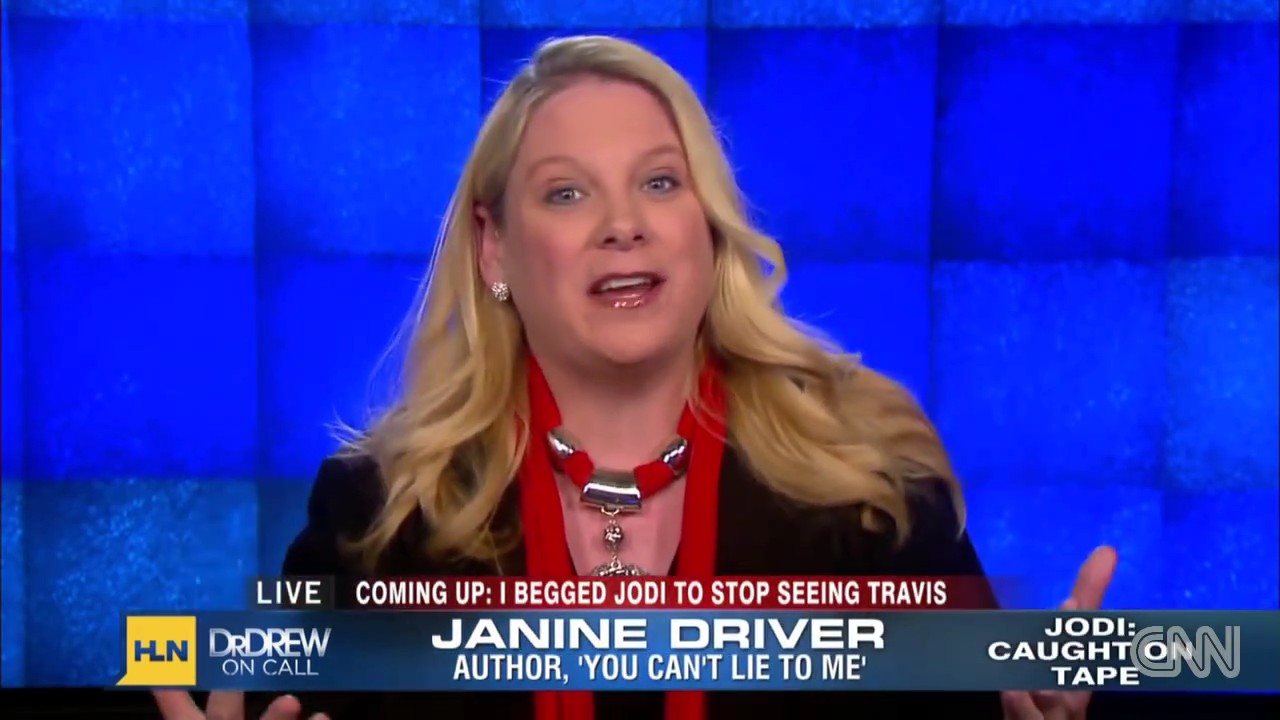 LIVE COMING UP: I BEGGED JODI TO STOP SEEING TRAVIS
HLN
DR DREW
ON CALL
JANINE DRIVER
AUTHOR, 'YOU CAN'T LIE TO ME'
JODI:
CAUGHT ON
TAPE
CNN